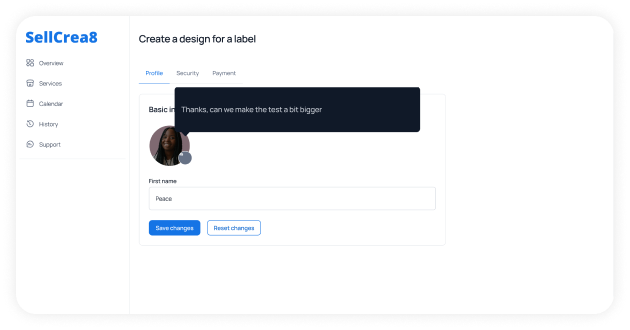 SellCrea8
Create a design for a label
Overview
Services
Calendar
History
Support
Profile Security Payment
Basic in
Thanks, can we make the test a bit bigger
First name
Peace
Save changes Reset changes